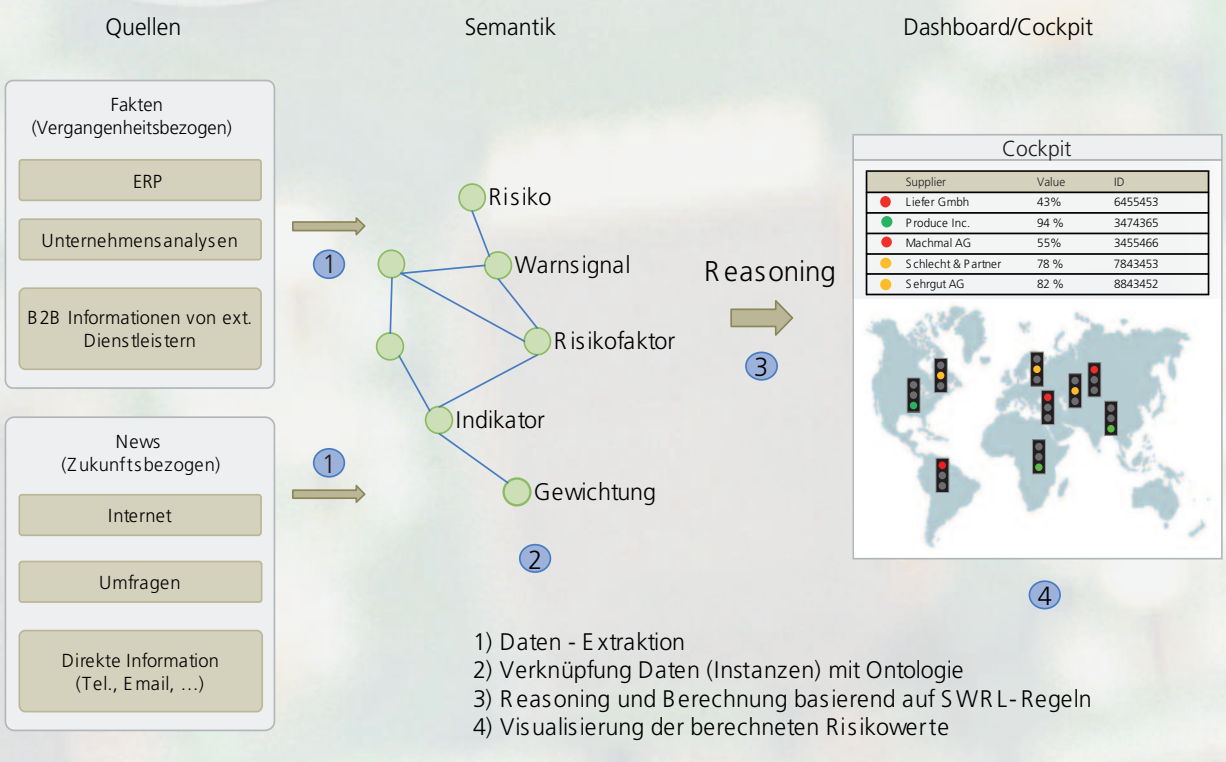 Quellen
Semantik
Dashboard/Cockpit
Fakten
(Vergangenheitsbezogen)
ERP
Unternehmensanalysen
B2B Informationen von ext.
Dienstleistern
News
(Zukunftsbezogen)
Internet
Umfragen
Direkte Information
(Tel., Email, ...)
1
1
Risiko
Warnsignal
Risikofaktor
Indikator
Gewichtung
2
Reasoning
3
Cockpit
Supplier Value ID
Liefer Gmbh 43% 6455453
Produce Inc. 94 % 3474365
Machmal AG 55% 3455466
Schlecht & Partner 78 % 7843453
Sehrgut AG 82 % 8843452
4
1) Daten - Extraktion
2) Verknüpfung Daten (Instanzen) mit Ontologie
3) Reasoning und Berechnung basierend auf SWRL-Regeln
4) Visualisierung der berechneten Risikowerte